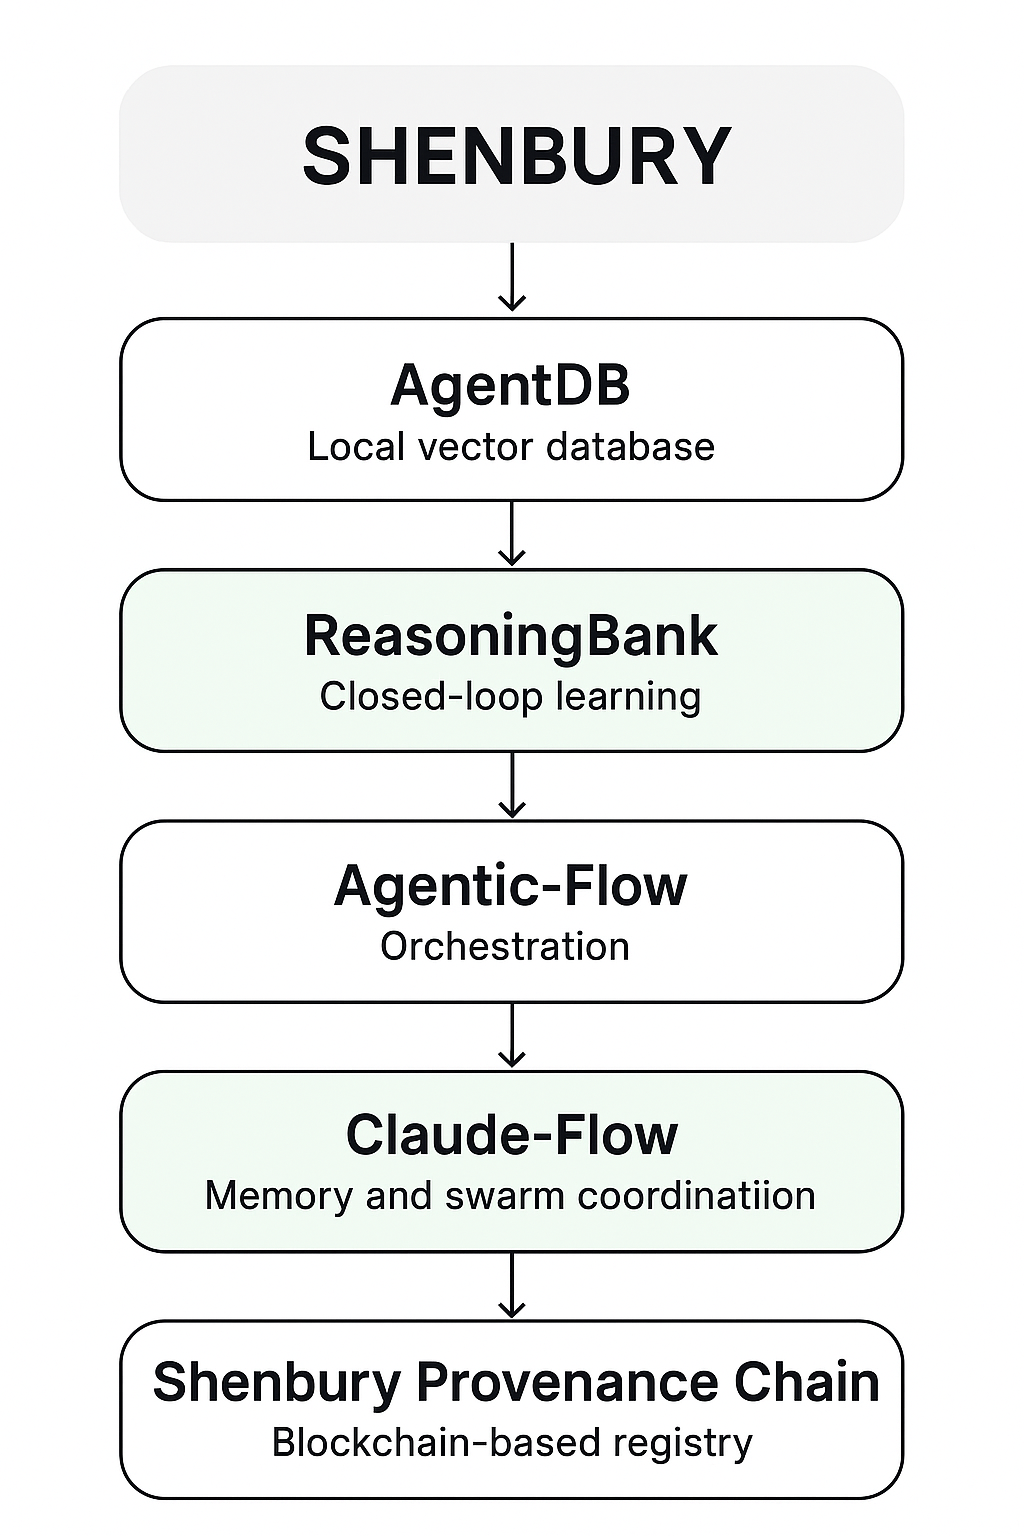 SHENBURY
AgentDB
Local vector database
ReasoningBank
Closed-loop learning
Agentic-Flow
Orchestration
Claude-Flow
Memory and swarm coordinatiion
Shenbury Provenance Chain
Blockchain-based registry